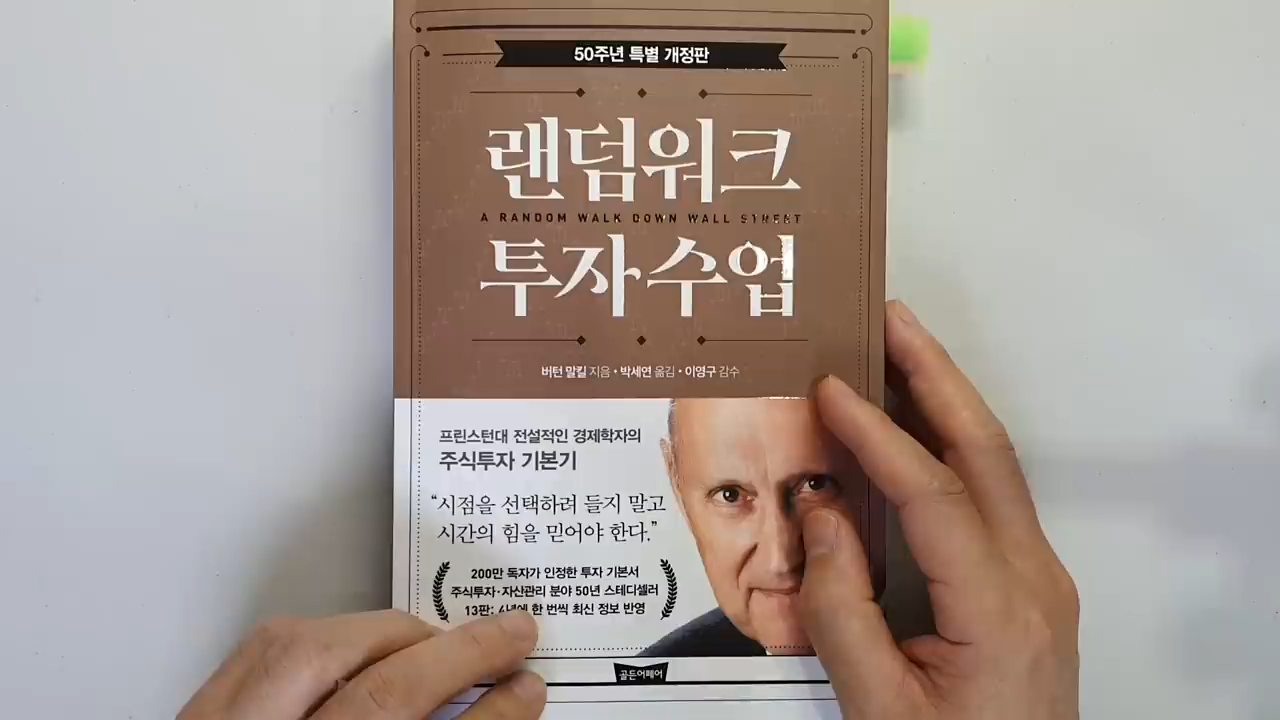 50주년 특별 개정판
랜덤워크
A RANDOM WALK DOWN WALL STREET
투자수업
버턴 말킬 지음 • 박세연 옮김 • 이영구 감수
프린스턴대 전설적인 경제학자의
주식투자 기본기
“시점을 선택하려 들지 말고
시간의 힘을 믿어야 한다.”
200만 독자가 인정한 투자 기본서
주식투자·자산관리 분야 50년 스테디셀러
13판: 4년에 한 번씩 최신 정보 반영
골든어페어